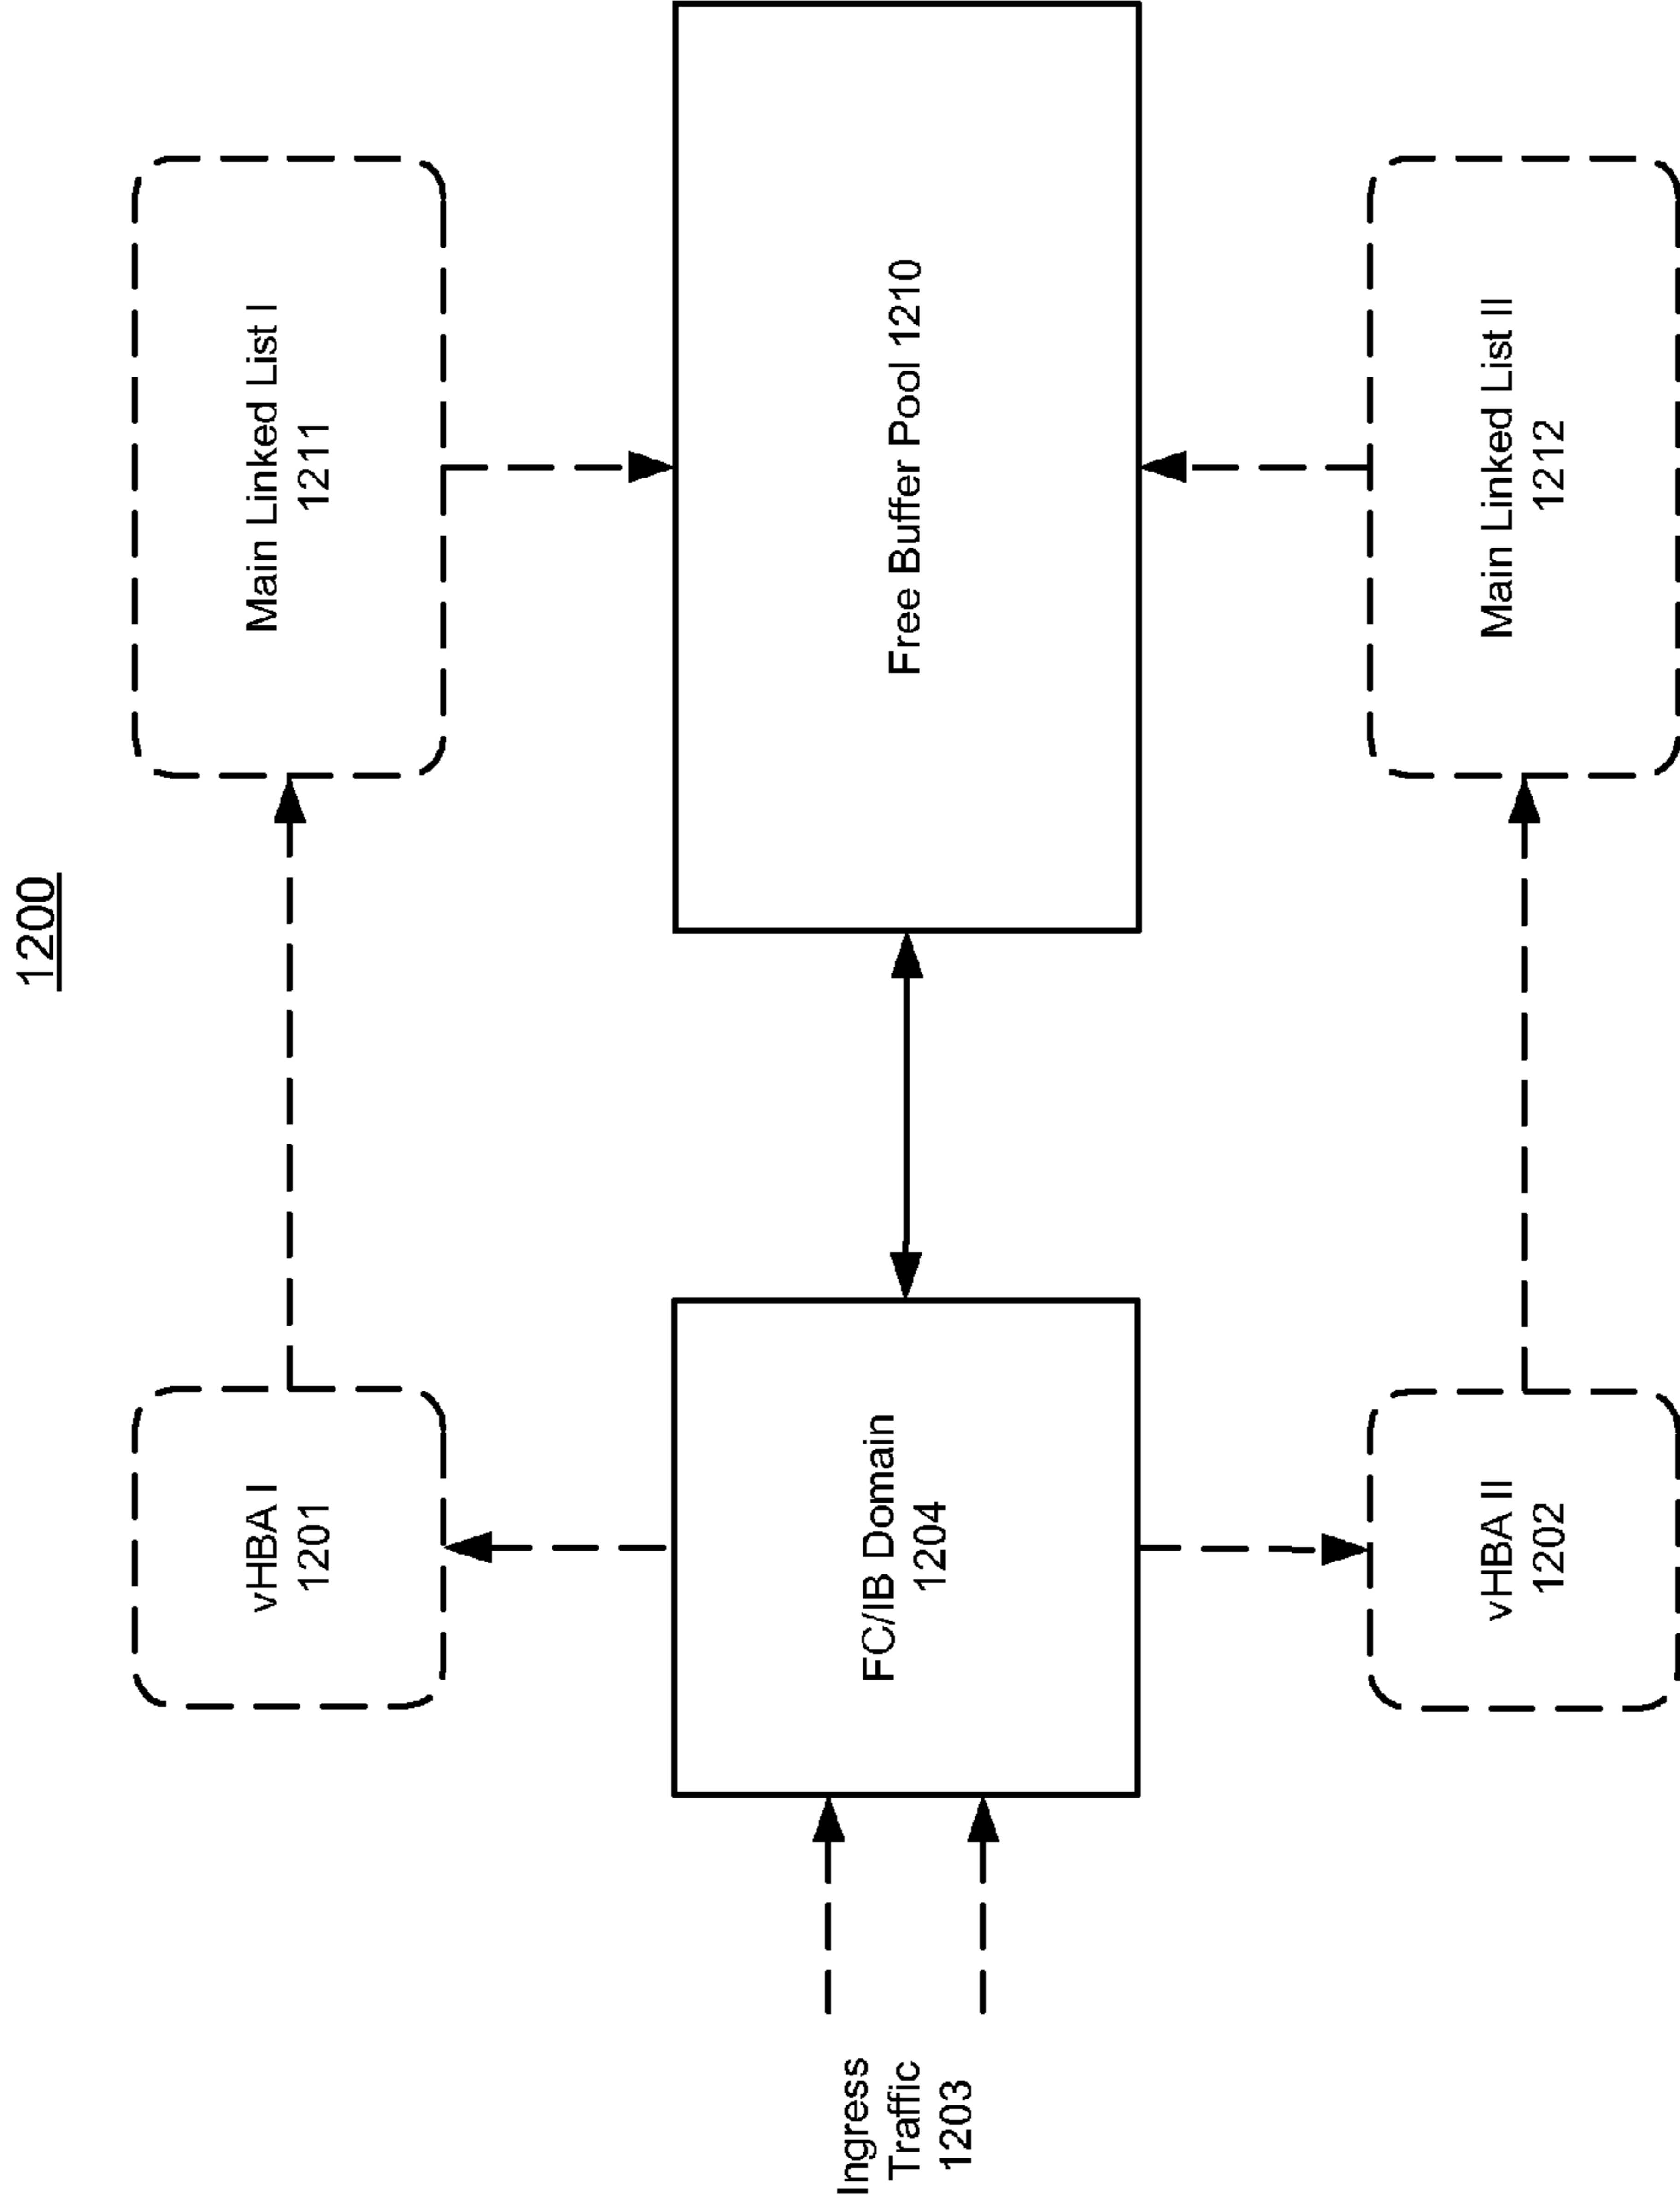 1200
vHBA I
1201
Main Linked List I
1211
Ingress
Traffic
1203
FC/IB Domain
1204
Free Buffer Pool 1210
vHBA II
1202
Main Linked List II
1212